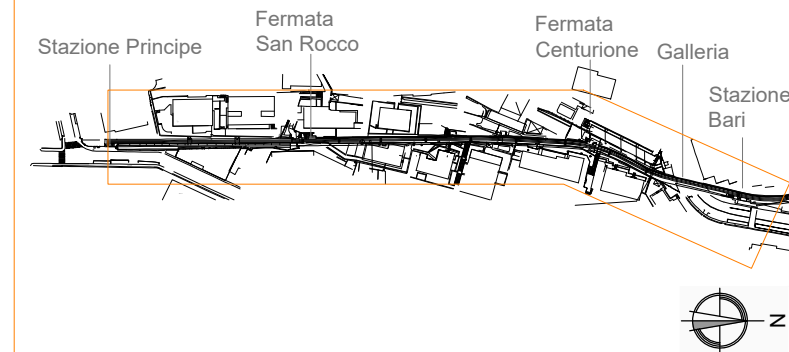 Stazione Principe
Fermata
San Rocco
Fermata
Centurione
Galleria
Stazione
Bari
N